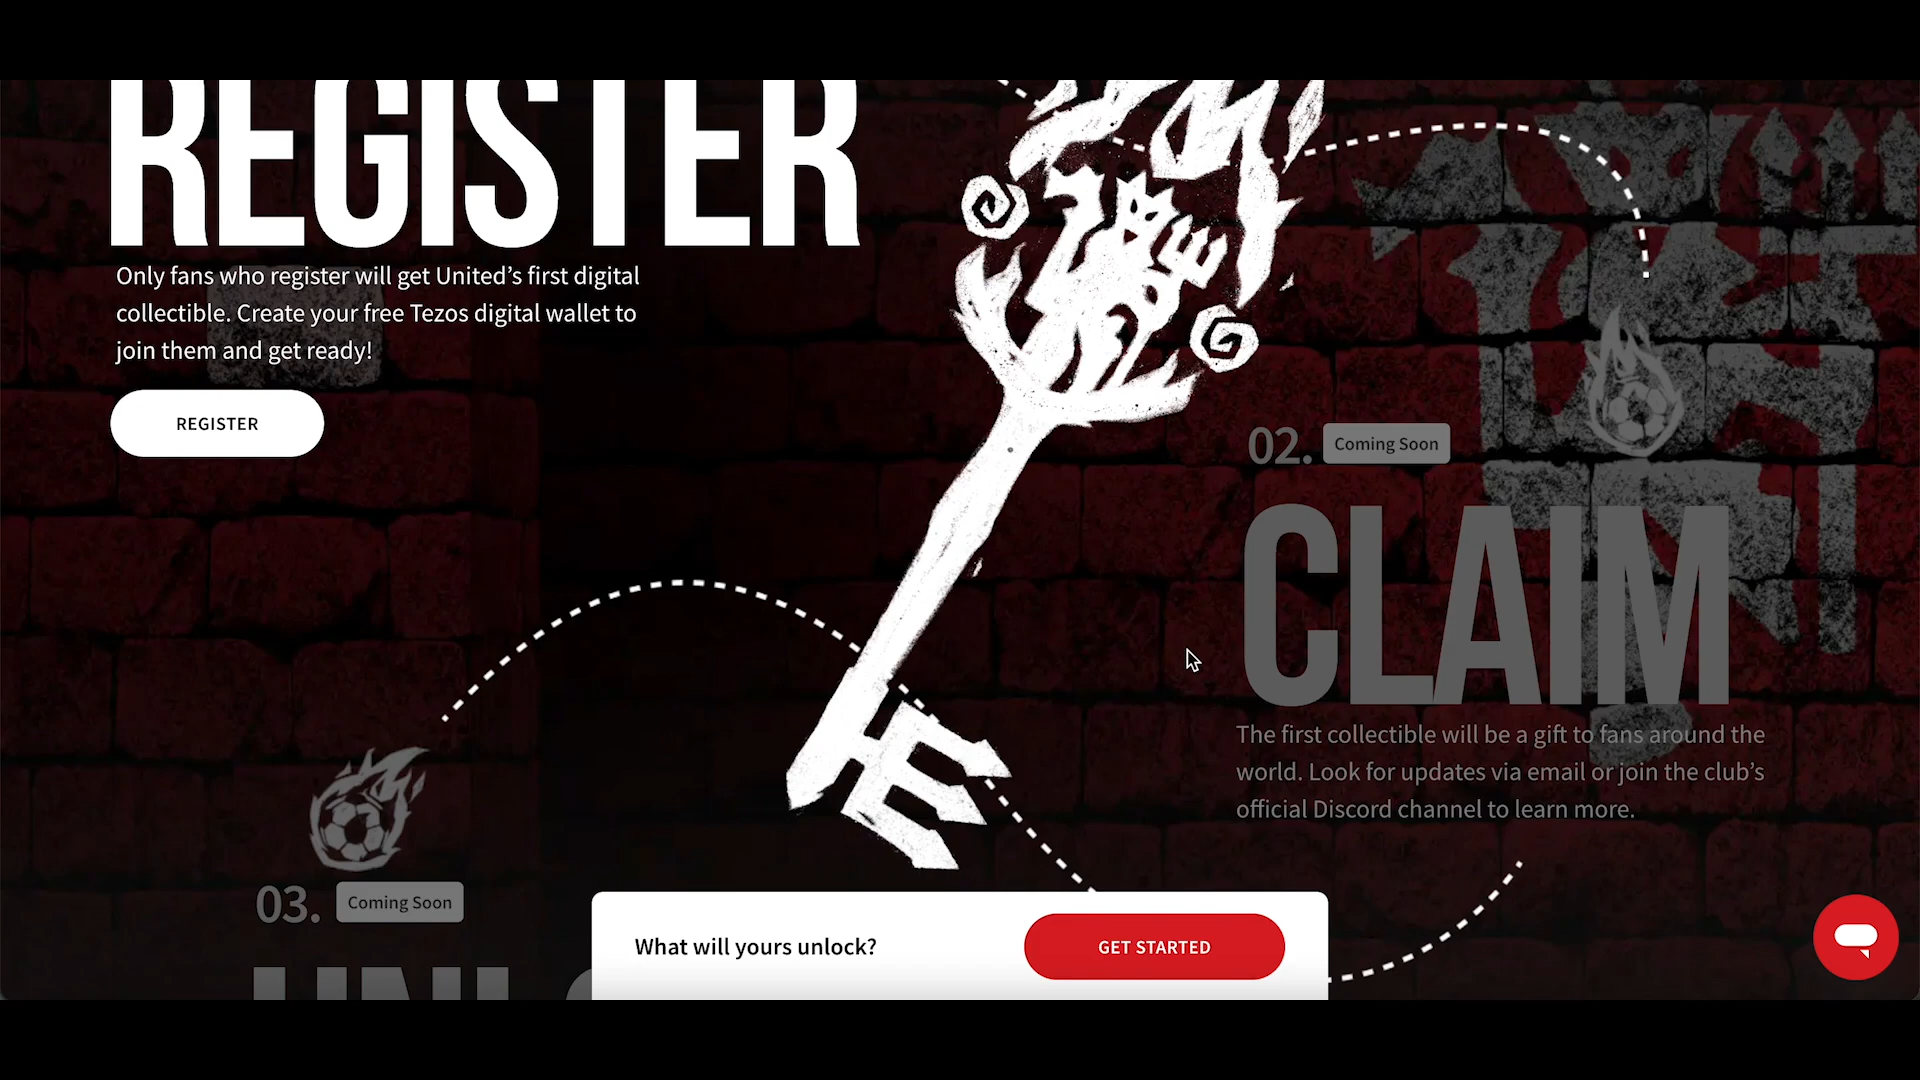 REGISTER
Only fans who register will get United’s first digital
collectible. Create your free Tezos digital wallet to
join them and get ready!
REGISTER
02. Coming Soon
CLAIM
The first collectible will be a gift to fans around the
world. Look for updates via email or join the club’s
official Discord channel to learn more.
03. Coming Soon
What will yours unlock?
GET STARTED